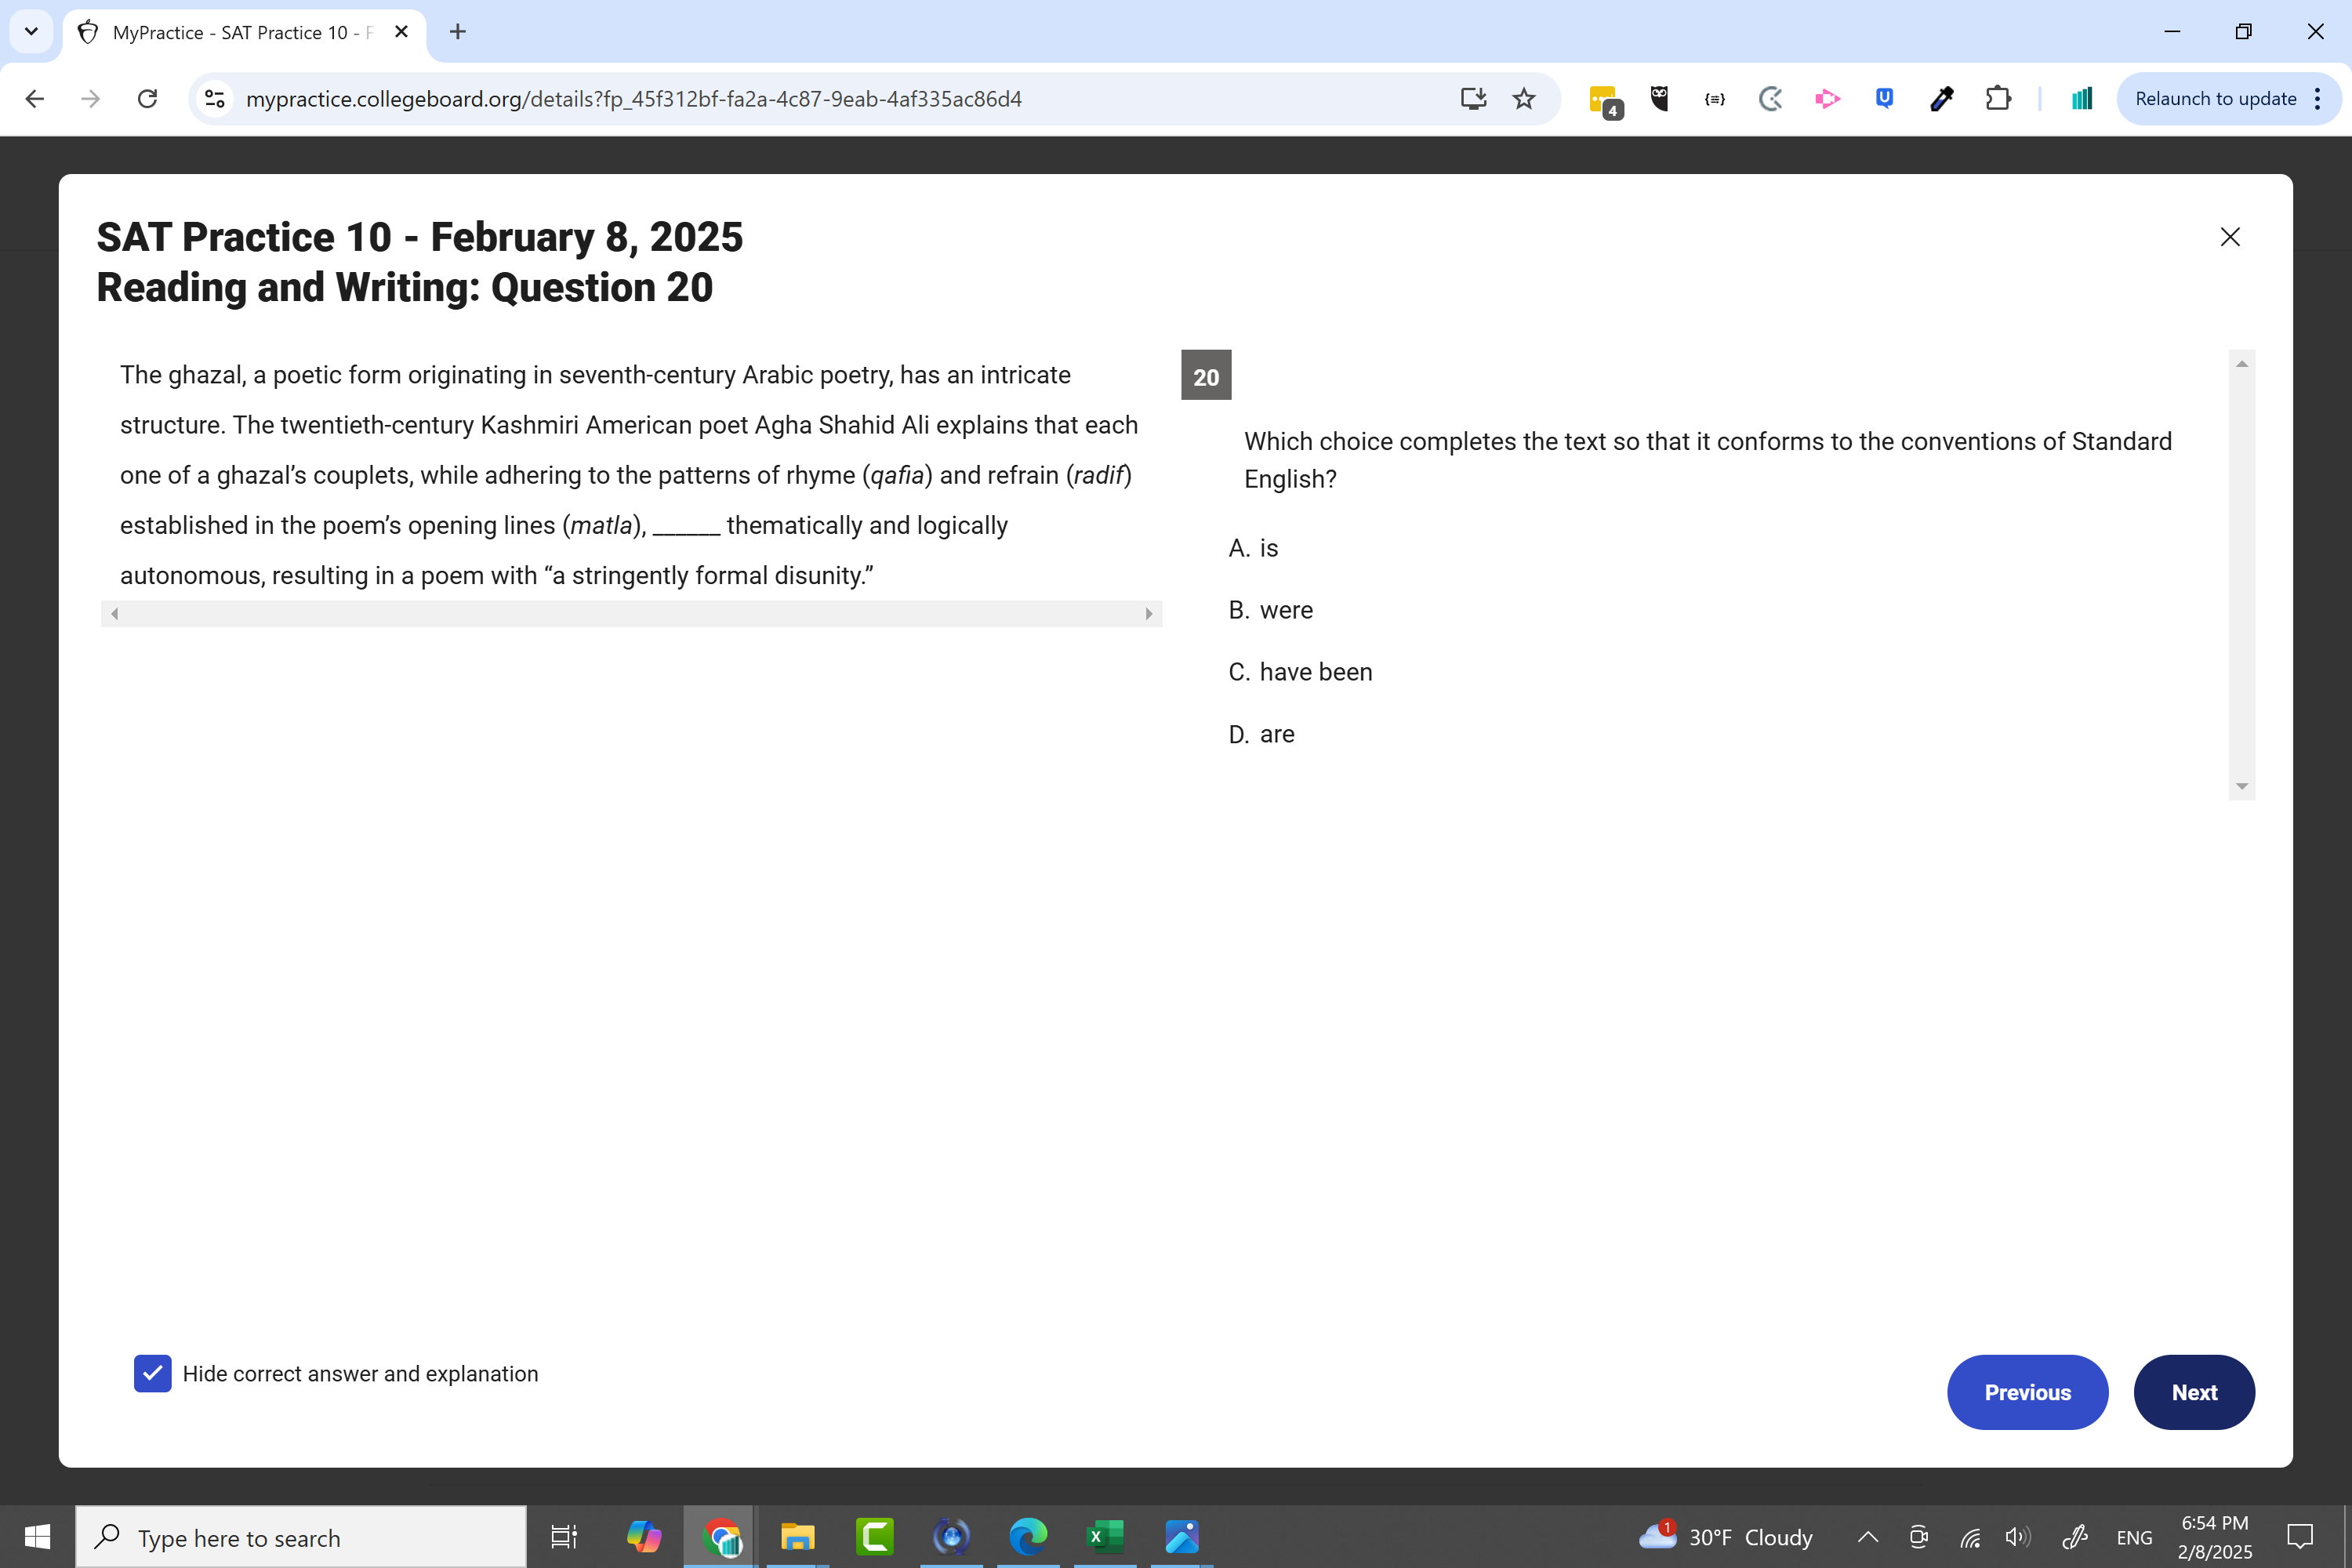 MyPractice - SAT Practice 10 - F
mypractice.collegeboard.org/details?fp_45f312bf-fa2a-4c87-9eab-4af335ac86d4
4
Relaunch to update
SAT Practice 10 - February 8, 2025
Reading and Writing: Question 20
The ghazal, a poetic form originating in seventh-century Arabic poetry, has an intricate
structure. The twentieth-century Kashmiri American poet Agha Shahid Ali explains that each
one of a ghazal’s couplets, while adhering to the patterns of rhyme (qafia) and refrain (radif)
established in the poem’s opening lines (matla), ______ thematically and logically
autonomous, resulting in a poem with “a stringently formal disunity.”
20
Which choice completes the text so that it conforms to the conventions of Standard
English?
A. is
B. were
C. have been
D. are
Hide correct answer and explanation
Previous
Next
Type here to search
1
30°F Cloudy
ENG
6:54 PM
2/8/2025